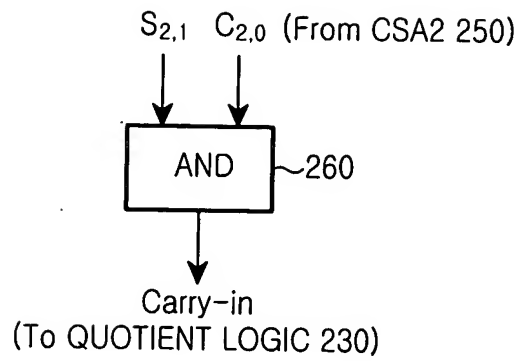 S2,1 C2,0 (From CSA2 250)
AND
260
Carry-in
(To QUOTIENT LOGIC 230)